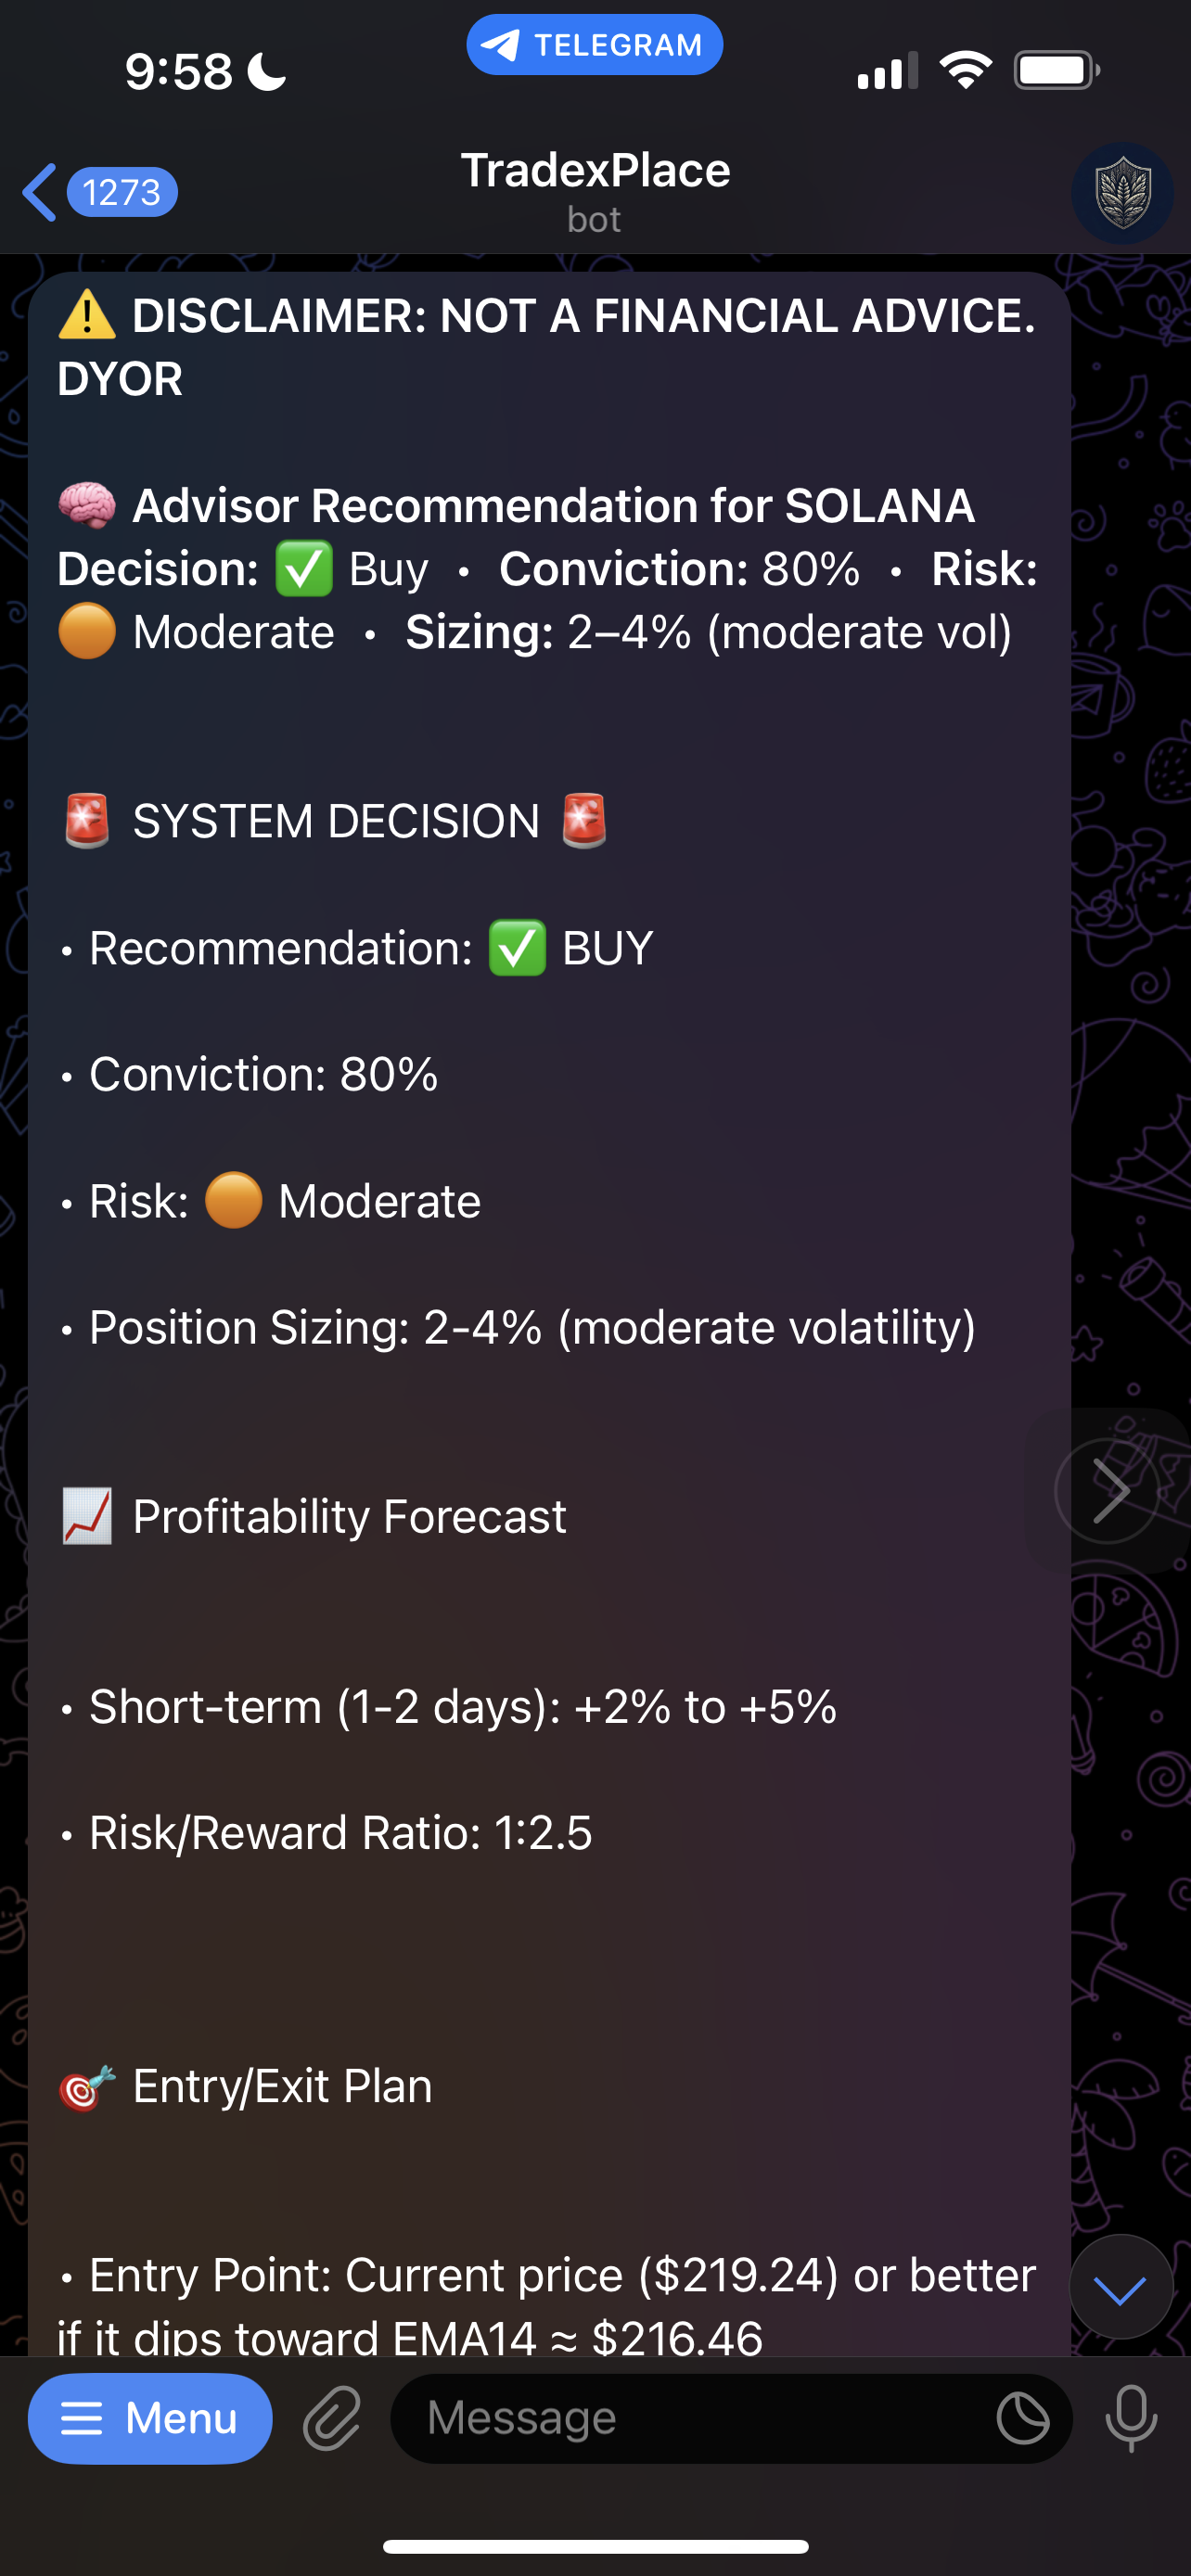 9:58
TELEGRAM
1273
TradexPlace
bot
⚠️ DISCLAIMER: NOT A FINANCIAL ADVICE.
DYOR
🧠 Advisor Recommendation for SOLANA
Decision: ✅ Buy • Conviction: 80% • Risk:
🟠 Moderate • Sizing: 2–4% (moderate vol)
🚨 SYSTEM DECISION 🚨
• Recommendation: ✅ BUY
• Conviction: 80%
• Risk: 🟠 Moderate
• Position Sizing: 2-4% (moderate volatility)
📈 Profitability Forecast
• Short-term (1-2 days): +2% to +5%
• Risk/Reward Ratio: 1:2.5
🎯 Entry/Exit Plan
• Entry Point: Current price ($219.24) or better
if it dips toward EMA14 ≈ $216.46
Menu
Message